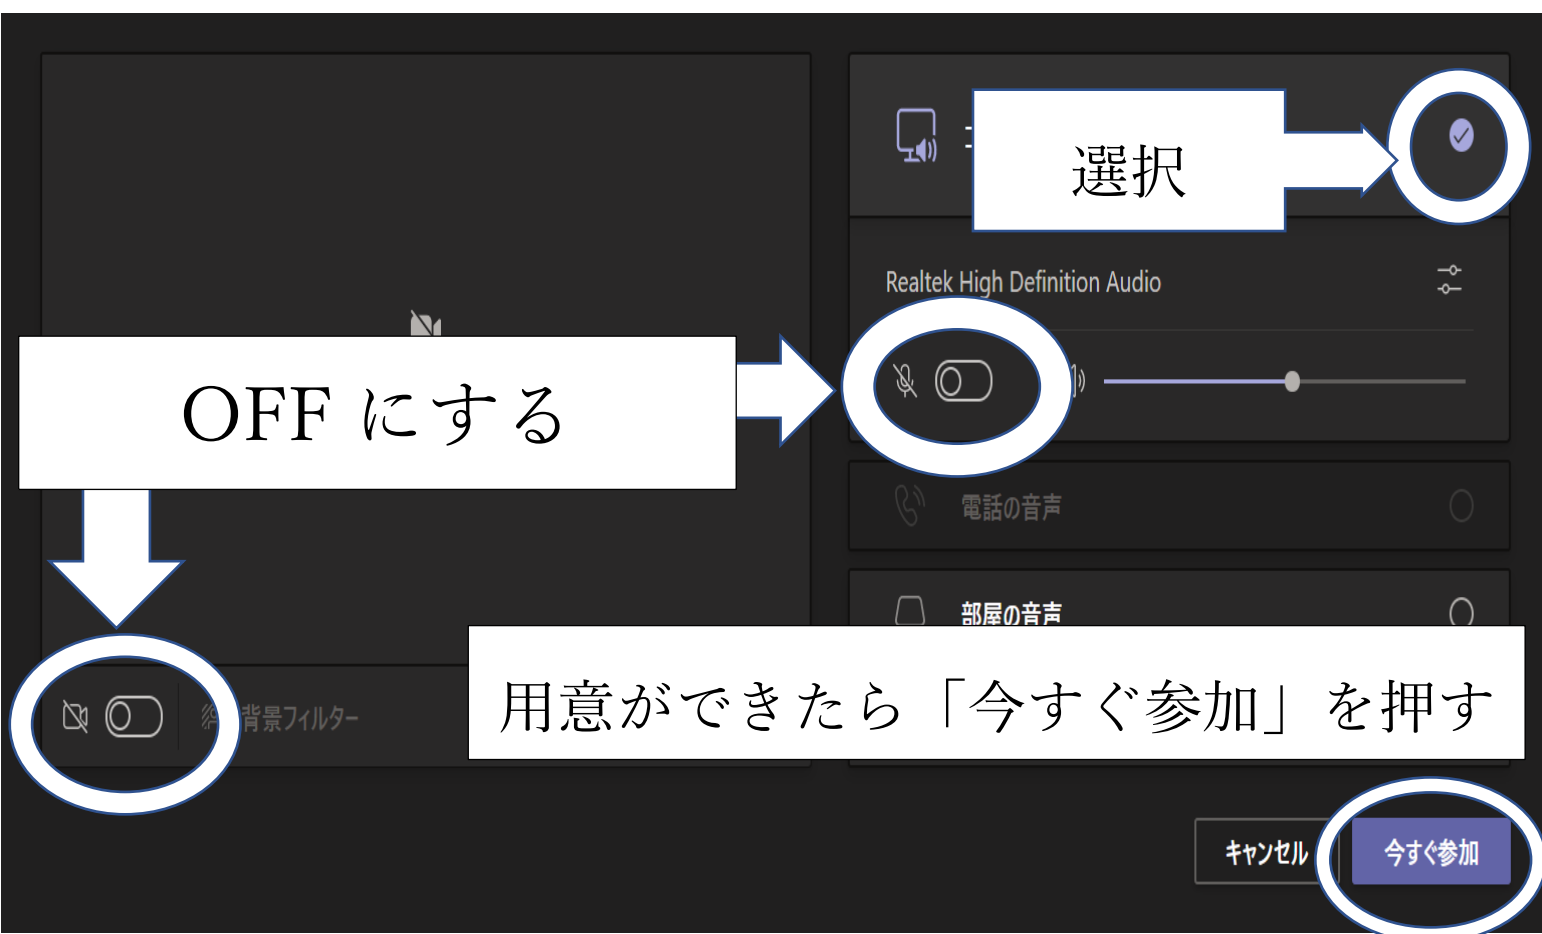 選択
Realtek High Definition Audio
OFF にする
電話の音声
部屋の音声
背景フィルター
用意ができたら「今すぐ参加」を押す
キャンセル
今すぐ参加